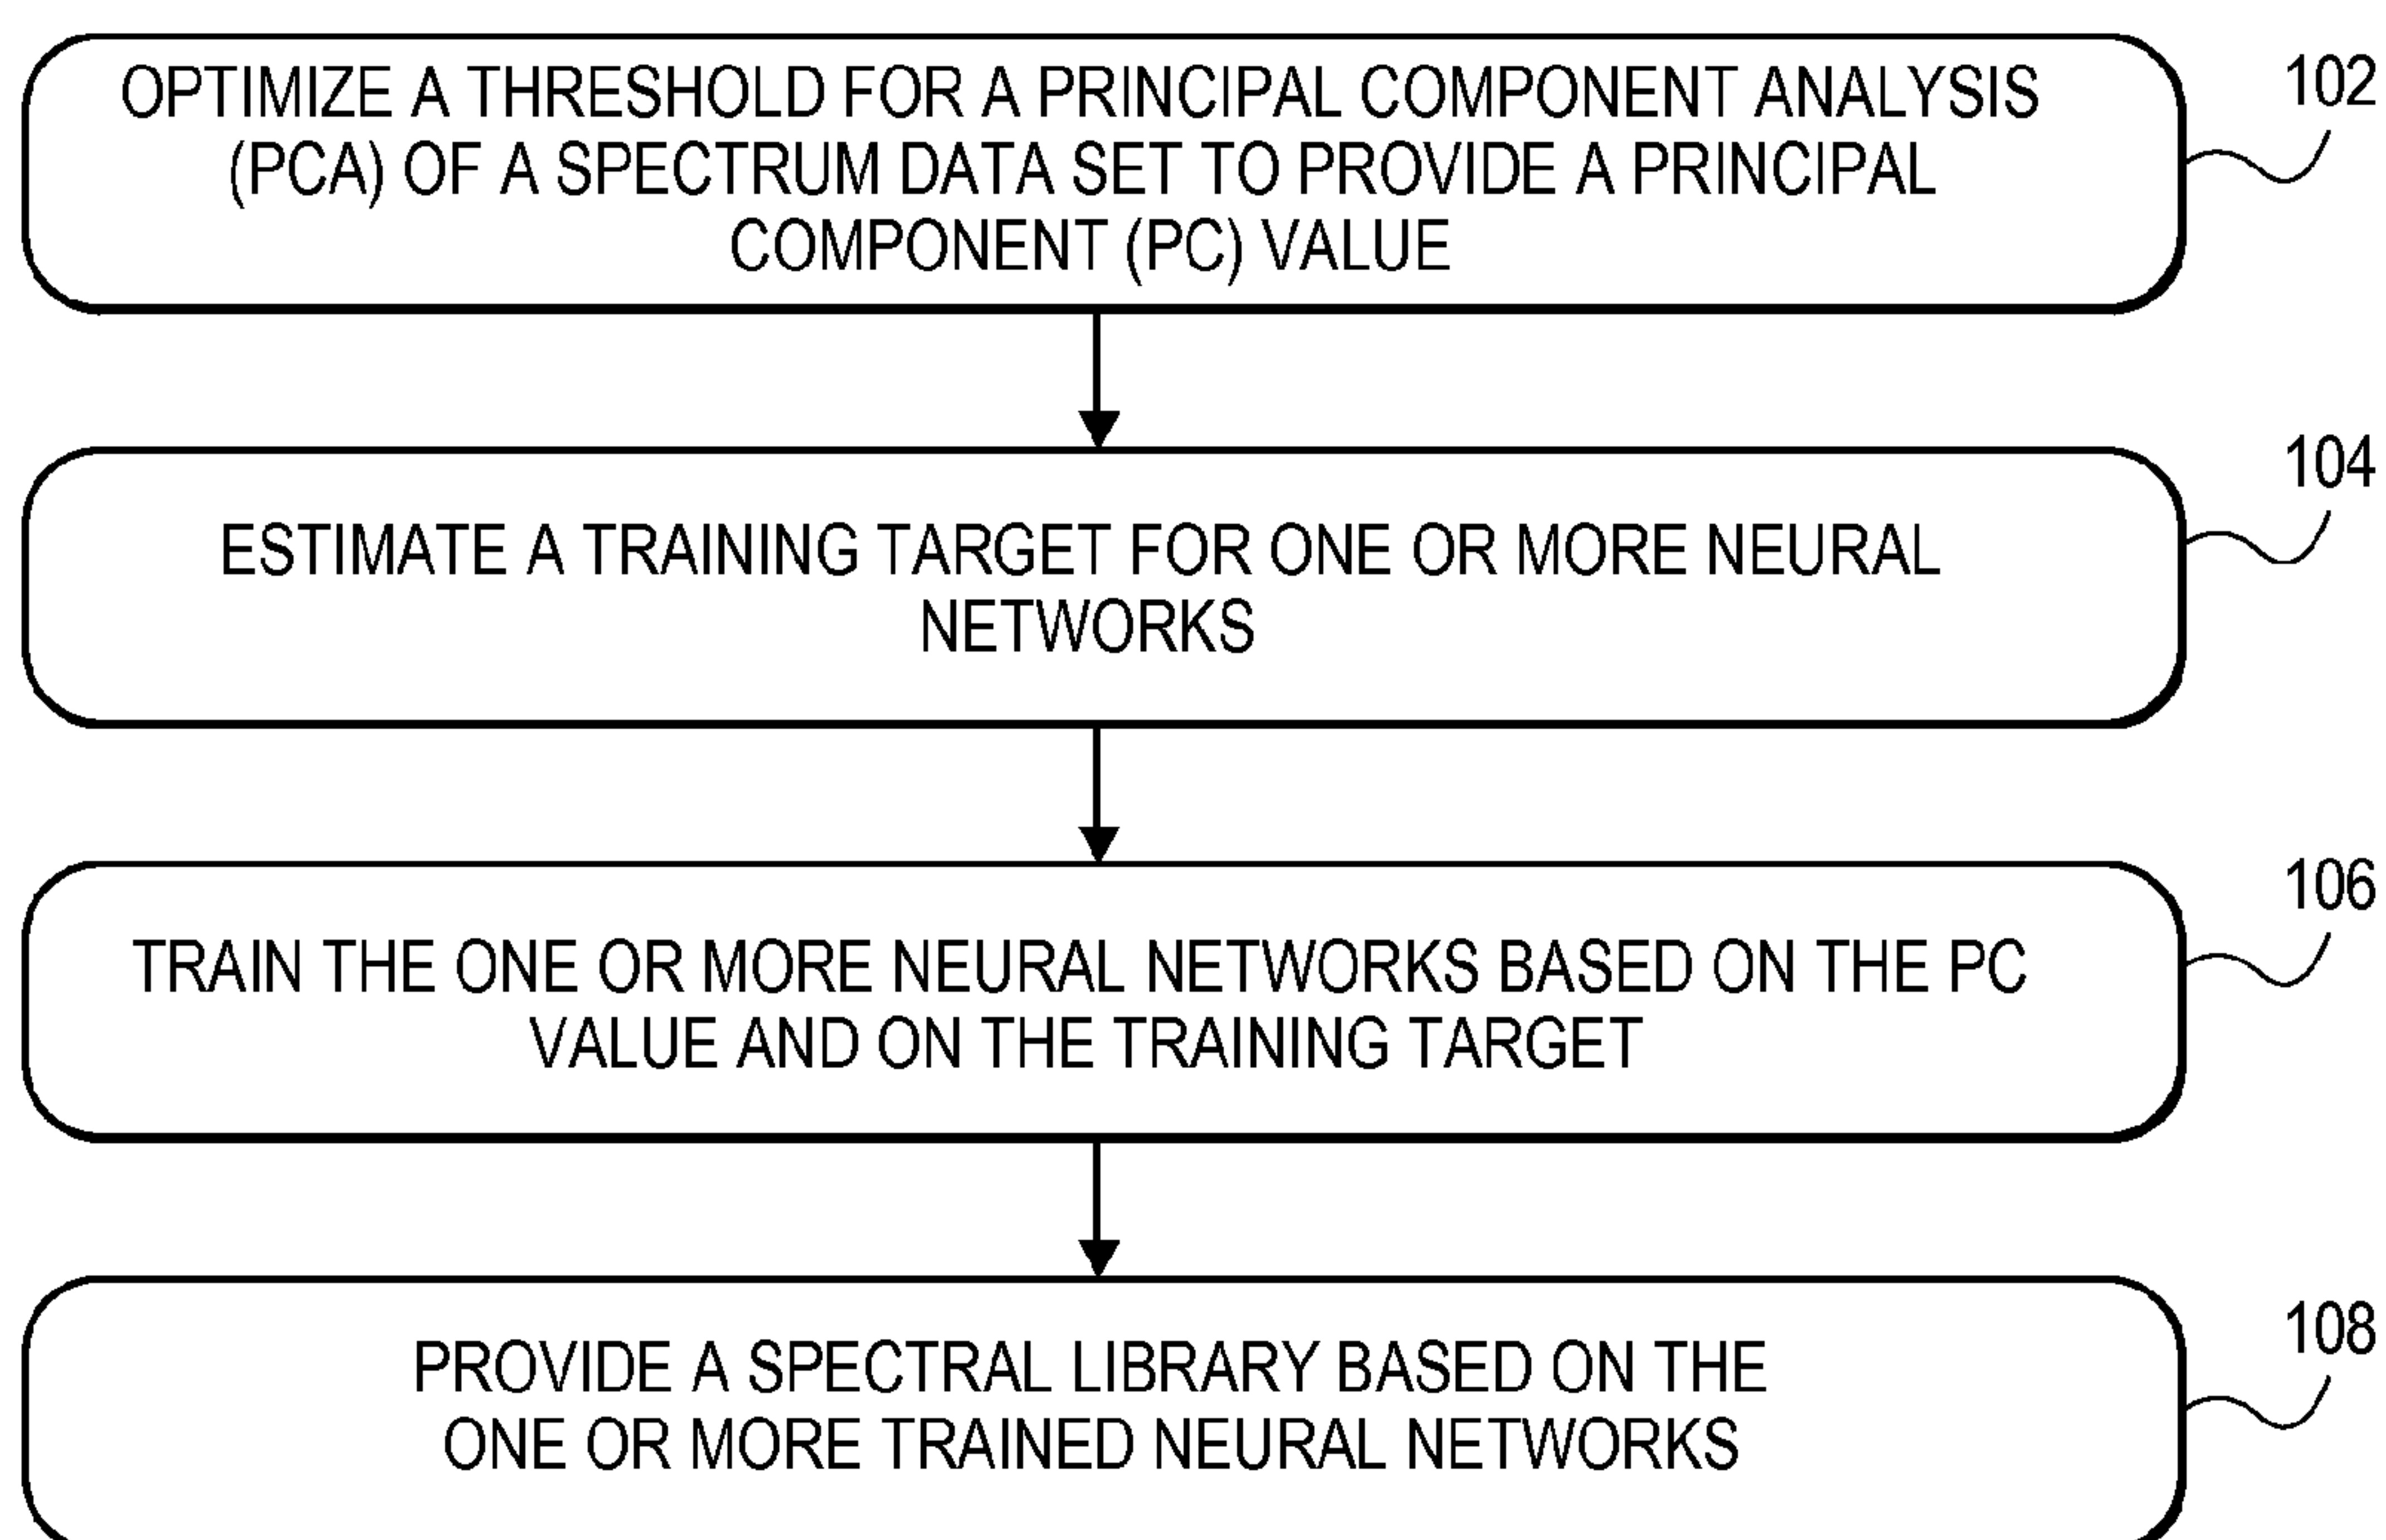 OPTIMIZE A THRESHOLD FOR A PRINCIPAL COMPONENT ANALYSIS
(PCA) OF A SPECTRUM DATA SET TO PROVIDE A PRINCIPAL
COMPONENT (PC) VALUE
102
ESTIMATE A TRAINING TARGET FOR ONE OR MORE NEURAL
NETWORKS
104
TRAIN THE ONE OR MORE NEURAL NETWORKS BASED ON THE PC
VALUE AND ON THE TRAINING TARGET
106
PROVIDE A SPECTRAL LIBRARY BASED ON THE
ONE OR MORE TRAINED NEURAL NETWORKS
108